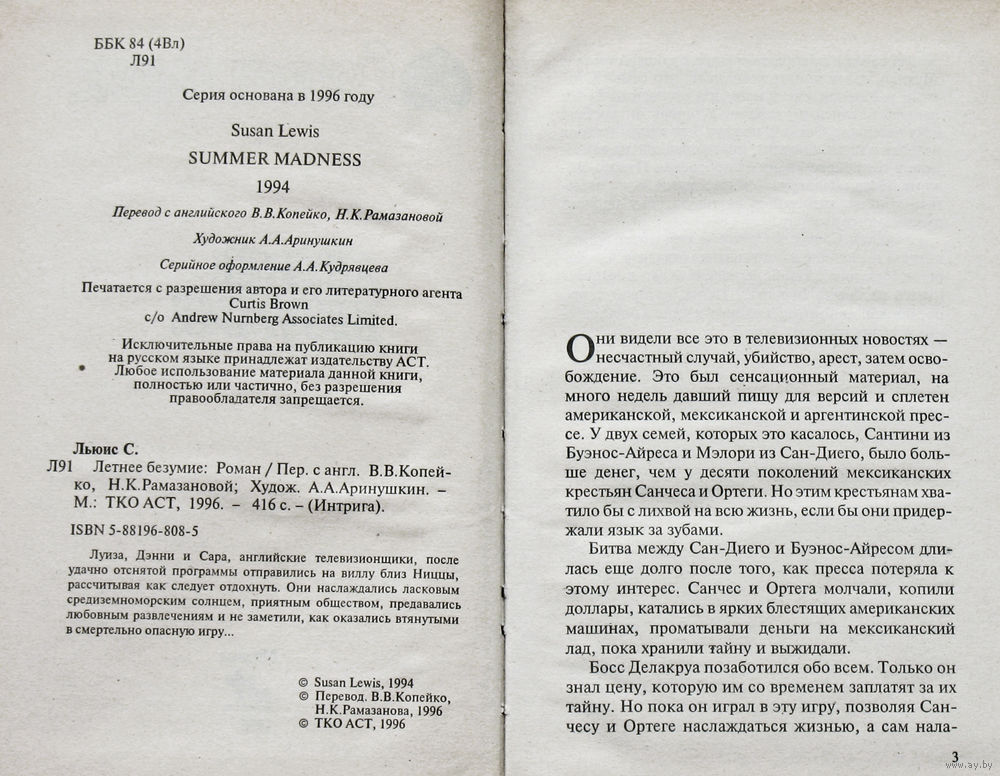 ББК 84 (4Вл)
Л91
Серия основана в 1996 году
Susan Lewis
SUMMER MADNESS
1994
Перевод с английского В.В.Копейко, Н.К.Рамазановой
Художник А.А.Аринушкин
Серийное оформление А.А.Кудрявцева
Печатается с разрешения автора и его литературного агента
Curtis Brown
c/o Andrew Nurnberg Associates Limited.
Исключительные права на публикацию книги
на русском языке принадлежат издательству АСТ.
Любое использование материала данной книги,
полностью или частично, без разрешения
правообладателя запрещается.
Льюис С.
Л91 Летнее безумие: Роман / Пер. с англ. В.В.Копей-
ко, Н.К.Рамазановой; Худож. А.А.Аринушкин. –
М.: ТКО АСТ, 1996. – 416 с. – (Интрига).
ISBN 5-88196-808-5
Луиза, Дэнни и Сара, английские телевизионщики, после
удачно отснятой программы отправились на виллу близ Ниццы,
рассчитывая как следует отдохнуть. Они наслаждались ласковым
средиземноморским солнцем, приятным обществом, предавались
любовным развлечениям и не заметили, как оказались втянутыми
в смертельно опасную игру...
© Susan Lewis, 1994
© Перевод. В.В.Копейко,
Н.К.Рамазанова, 1996
© ТКО АСТ, 1996
Они видели все это в телевизионных новостях —
несчастный случай, убийство, арест, затем осво-
бождение. Это был сенсационный материал, на
много недель давший пищу для версий и сплетен
американской, мексиканской и аргентинской прес-
се. У двух семей, которых это касалось, Сантини из
Буэнос-Айреса и Мэлори из Сан-Диего, было боль-
ше денег, чем у десяти поколений мексиканских
крестьян Санчеса и Ортеги. Но этим крестьянам хва-
тило бы с лихвой на всю жизнь, если бы они придер-
жали язык за зубами.
Битва между Сан-Диего и Буэнос-Айресом дли-
лась еще долго после того, как пресса потеряла к
этому интерес. Санчес и Ортега молчали, копили
доллары, катались в ярких блестящих американских
машинах, проматывали деньги на мексиканский
лад, пока хранили тайну и выжидали.
Босс Делакруа позаботился обо всем. Только он
знал цену, которую им со временем заплатят за их
тайну. Но пока он играл в эту игру, позволяя Сан-
чесу и Ортеге наслаждаться жизнью, а сам нала-
3
www.ay.by